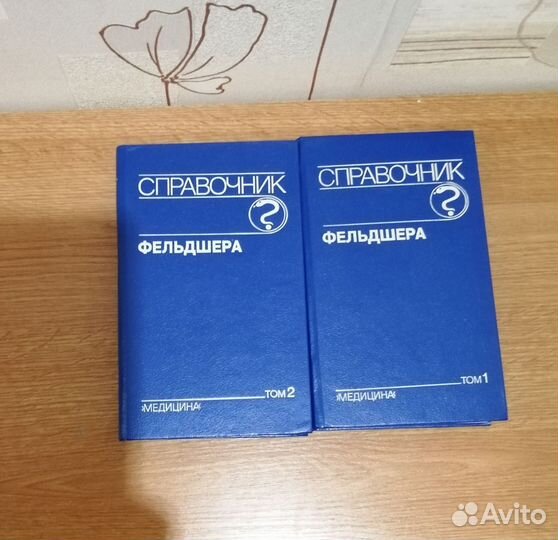 СПРАВОЧНИК
?
ФЕЛЬДШЕРА
ТОМ 2
›МЕДИЦИНА‹
СПРАВОЧНИК
?
ФЕЛЬДШЕРА
ТОМ 1
›МЕДИЦИНА‹
Avito